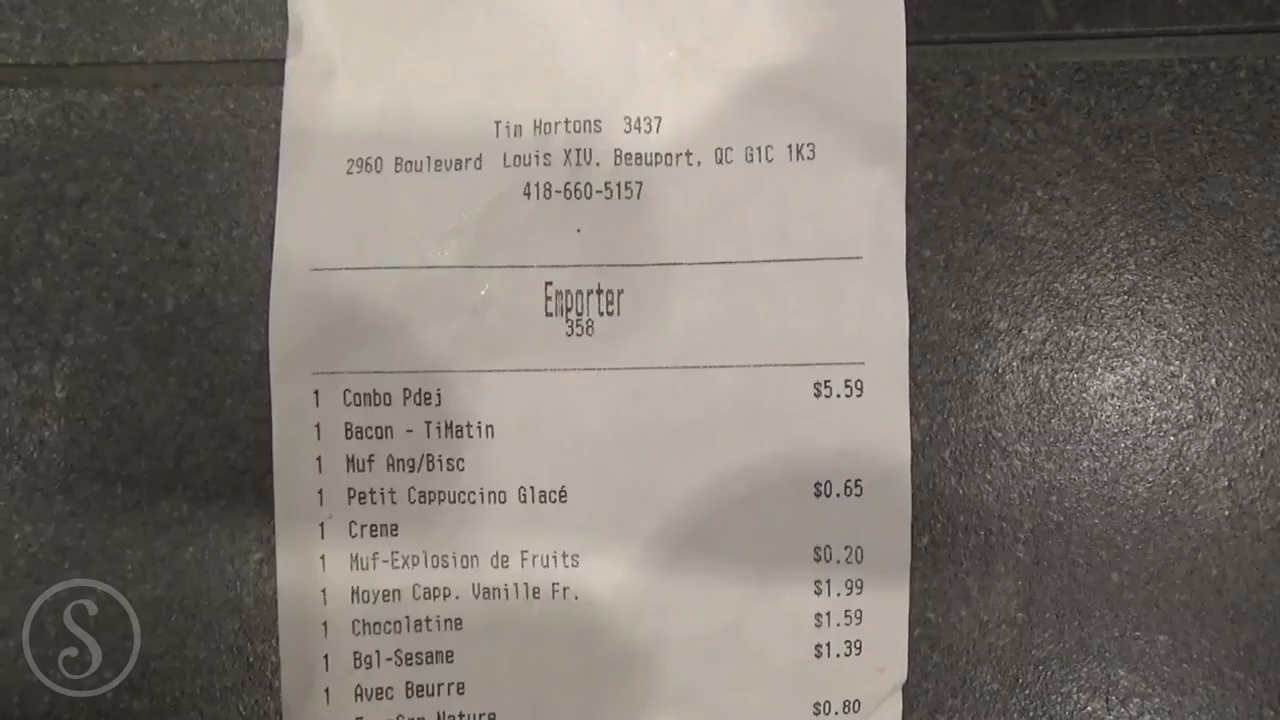 Tim Hortons 3437
2960 Boulevard Louis XIV. Beauport, QC G1C 1K3
418-660-5157
Emporter
358
1 Combo Pdej $5.59
1 Bacon - TiMatin
1 Muf Ang/Bisc
1 Petit Cappuccino Glacé $0.65
1 Creme
1 Muf-Explosion de Fruits $0.20
1 Moyen Capp. Vanille Fr. $1.99
1 Chocolatine $1.59
1 Bgl-Sesame $1.39
1 Avec Beurre
Nature $0.80
S